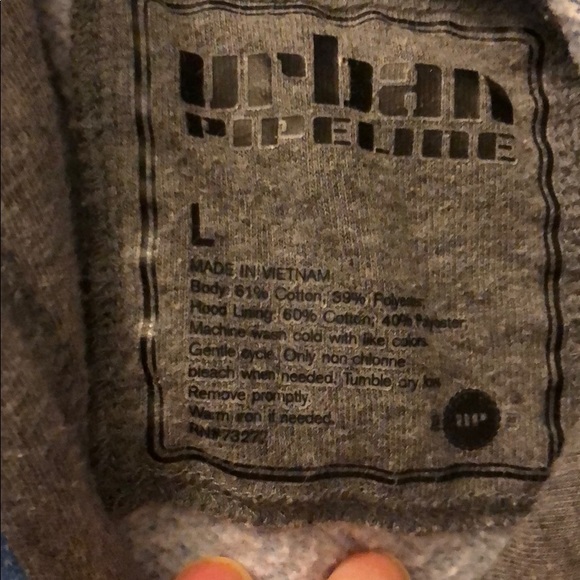 urban
PIPELINE
L
MADE IN VIETNAM
Body: 61% Cotton; 39% Polyester;
Hood Lining: 60% Cotton; 40% Polyester;
Machine wash cold with like colors.
Gentle cycle. Only non chlorine
bleach when needed. Tumble dry low.
Remove promptly.
Warm iron if needed.